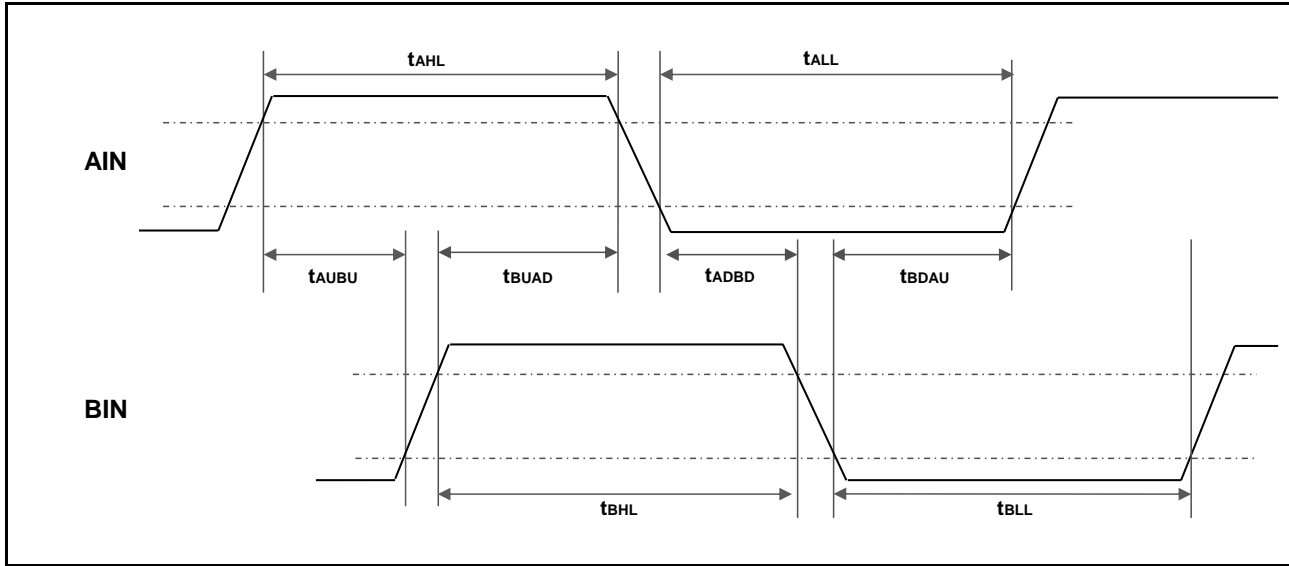 tAHL
tALL
AIN
tAUBU
tBUAD
tADBD
tBDAU
BIN
tBHL
tBLL